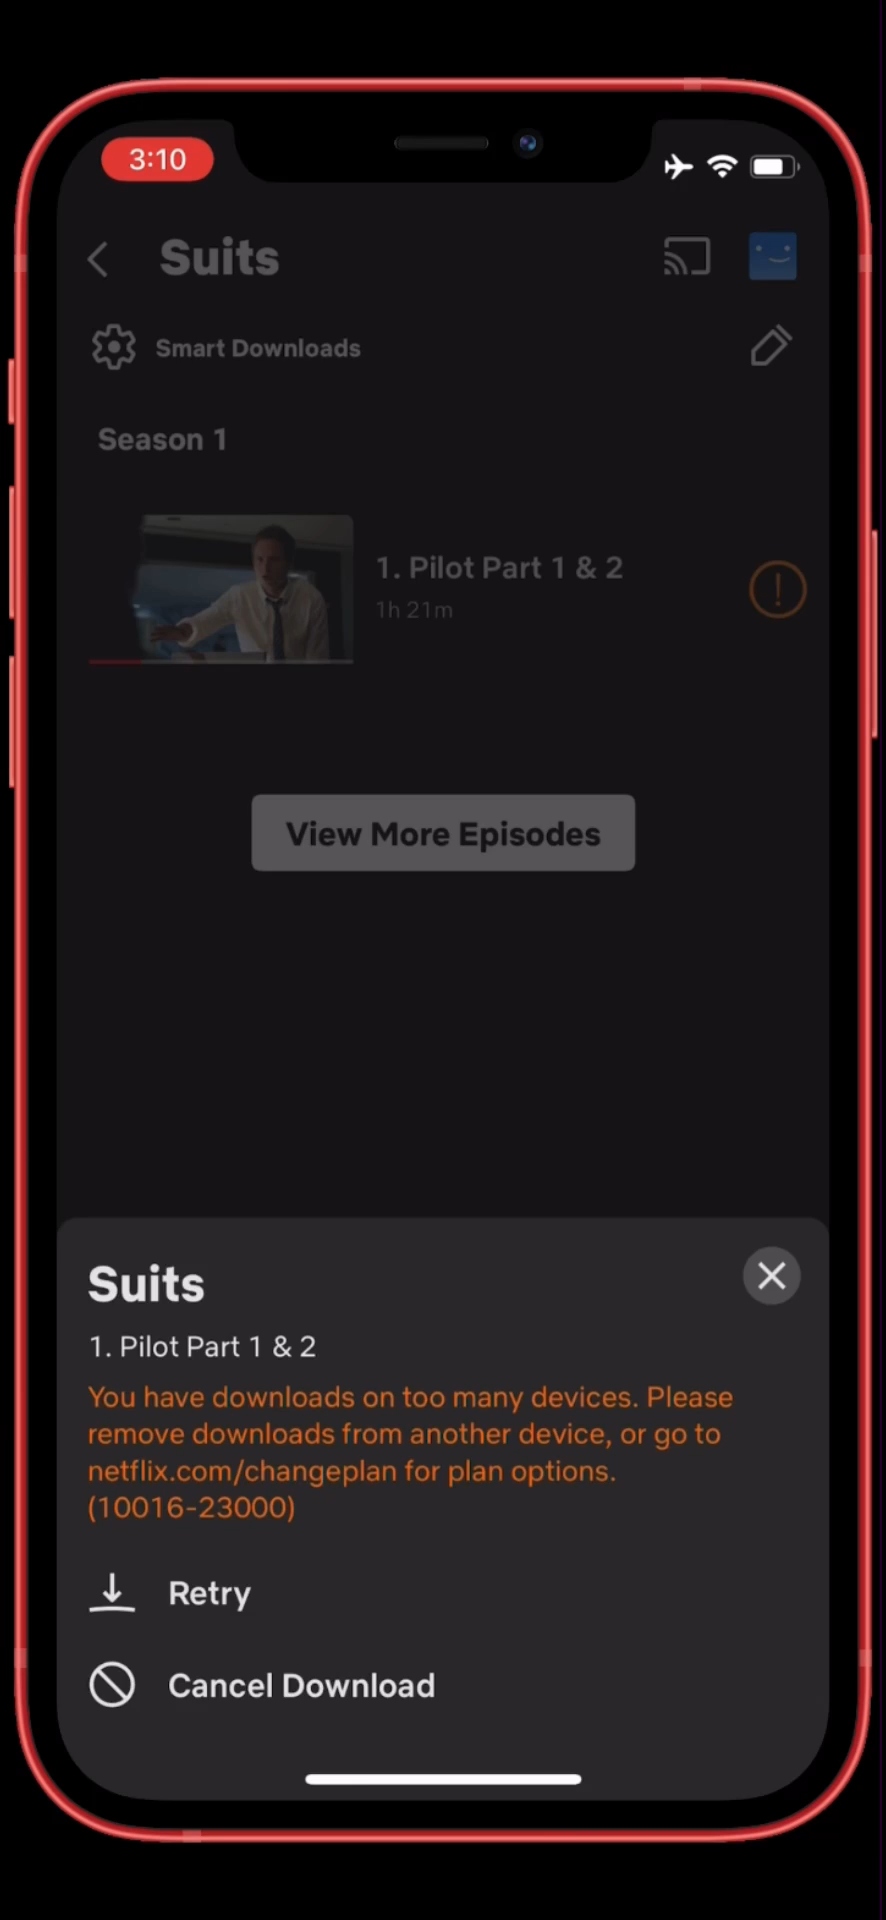 3:10
Suits
Smart Downloads
Season 1
1. Pilot Part 1 & 2
1h 21m
View More Episodes
Suits
1. Pilot Part 1 & 2
You have downloads on too many devices. Please
remove downloads from another device, or go to
netflix.com/changeplan for plan options.
(10016-23000)
Retry
Cancel Download